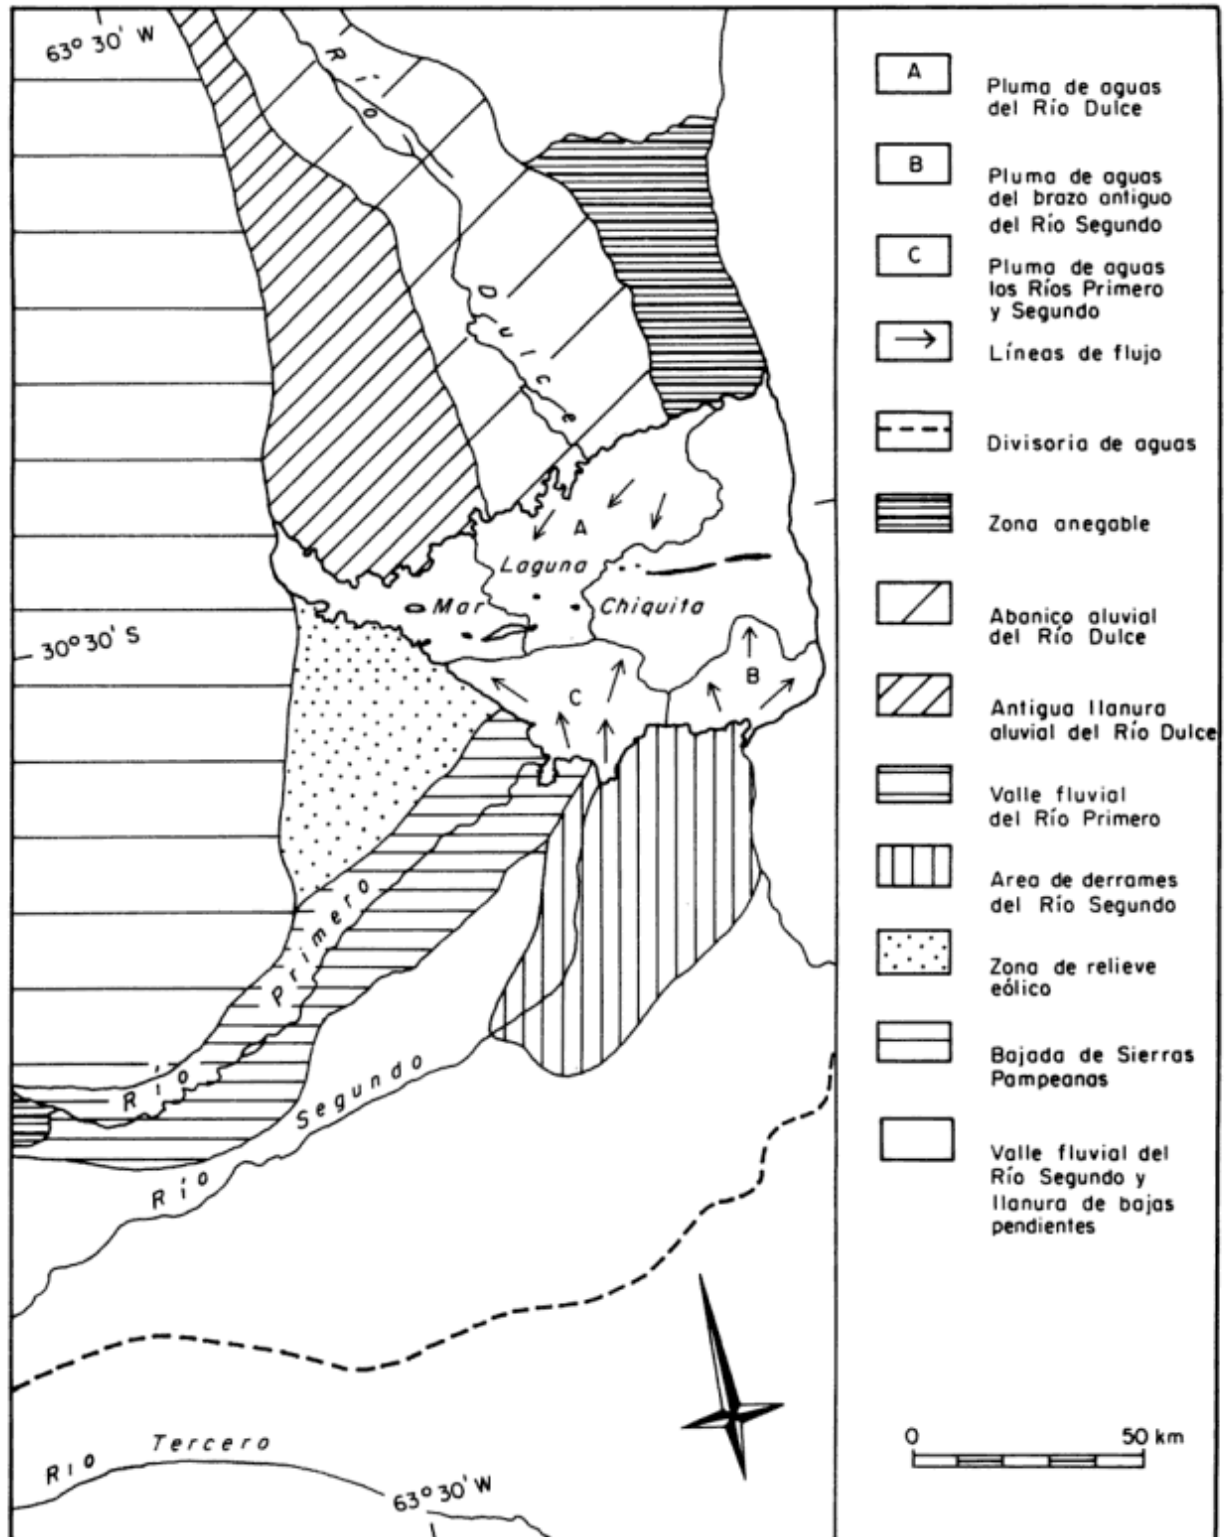 63° 30' W
Río
Dulce
A
Laguna
Mar
Chiquita
30° 30' S
B
C
Río Primero
Río Segundo
Rio Tercero
63° 30' W
A
Pluma de aguas
del Río Dulce
B
Pluma de aguas
del brazo antiguo
del Río Segundo
C
Pluma de aguas
los Ríos Primero
y Segundo
Líneas de flujo
Divisoria de aguas
Zona anegable
Abanico aluvial
del Río Dulce
Antigua llanura
aluvial del Río Dulce
Valle fluvial
del Río Primero
Area de derrames
del Río Segundo
Zona de relieve
eólico
Bajada de Sierras
Pampeanas
Valle fluvial del
Río Segundo y
llanura de bajas
pendientes
0 50 km